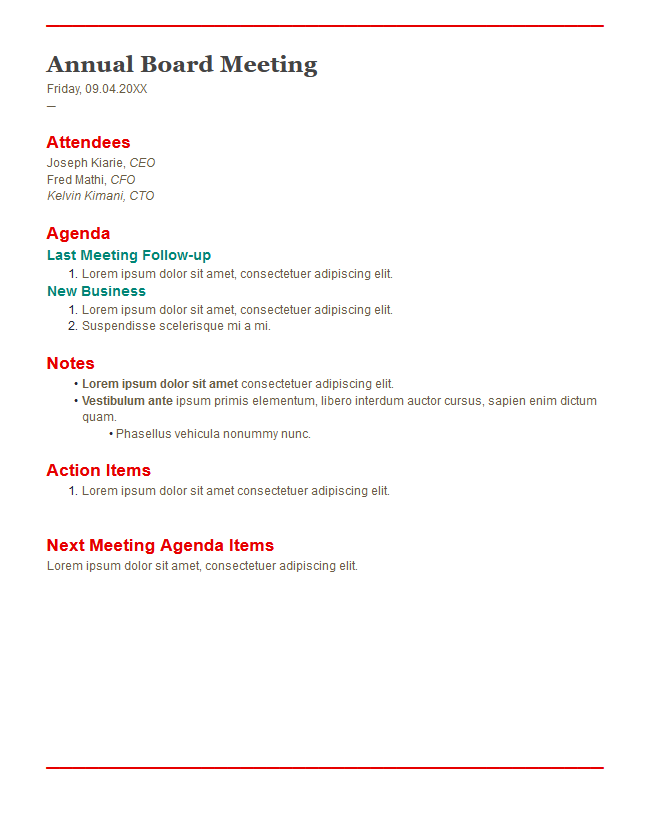 Annual Board Meeting
Friday, 09.04.20XX
—
Attendees
Joseph Kiarie, CEO
Fred Mathi, CFO
Kelvin Kimani, CTO
Agenda
Last Meeting Follow-up
1. Lorem ipsum dolor sit amet, consectetuer adipiscing elit.
New Business
1. Lorem ipsum dolor sit amet, consectetuer adipiscing elit.
2. Suspendisse scelerisque mi a mi.
Notes
• Lorem ipsum dolor sit amet consectetuer adipiscing elit.
• Vestibulum ante ipsum primis elementum, libero interdum auctor cursus, sapien enim dictum
quam.
• Phasellus vehicula nonummy nunc.
Action Items
1. Lorem ipsum dolor sit amet consectetuer adipiscing elit.
Next Meeting Agenda Items
Lorem ipsum dolor sit amet, consectetuer adipiscing elit.